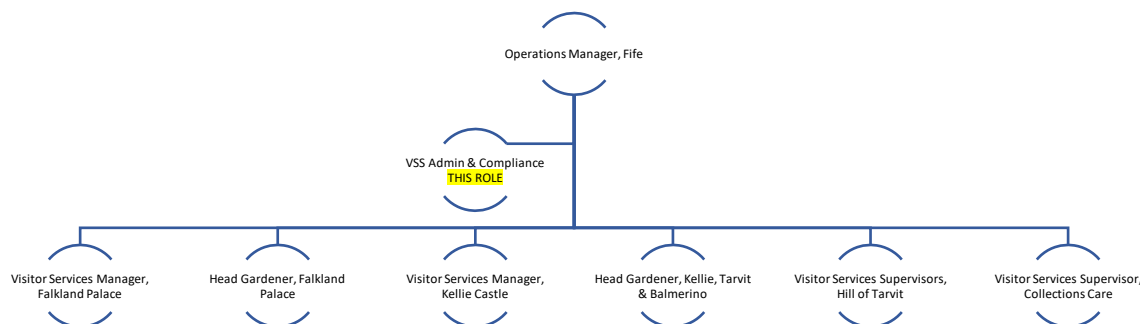 Operations Manager, Fife
VSS Admin & Compliance
THIS ROLE
Visitor Services Manager,
Falkland Palace
Head Gardener, Falkland
Palace
Visitor Services Manager,
Kellie Castle
Head Gardener, Kellie, Tarvit
& Balmerino
Visitor Services Supervisors,
Hill of Tarvit
Visitor Services Supervisor,
Collections Care